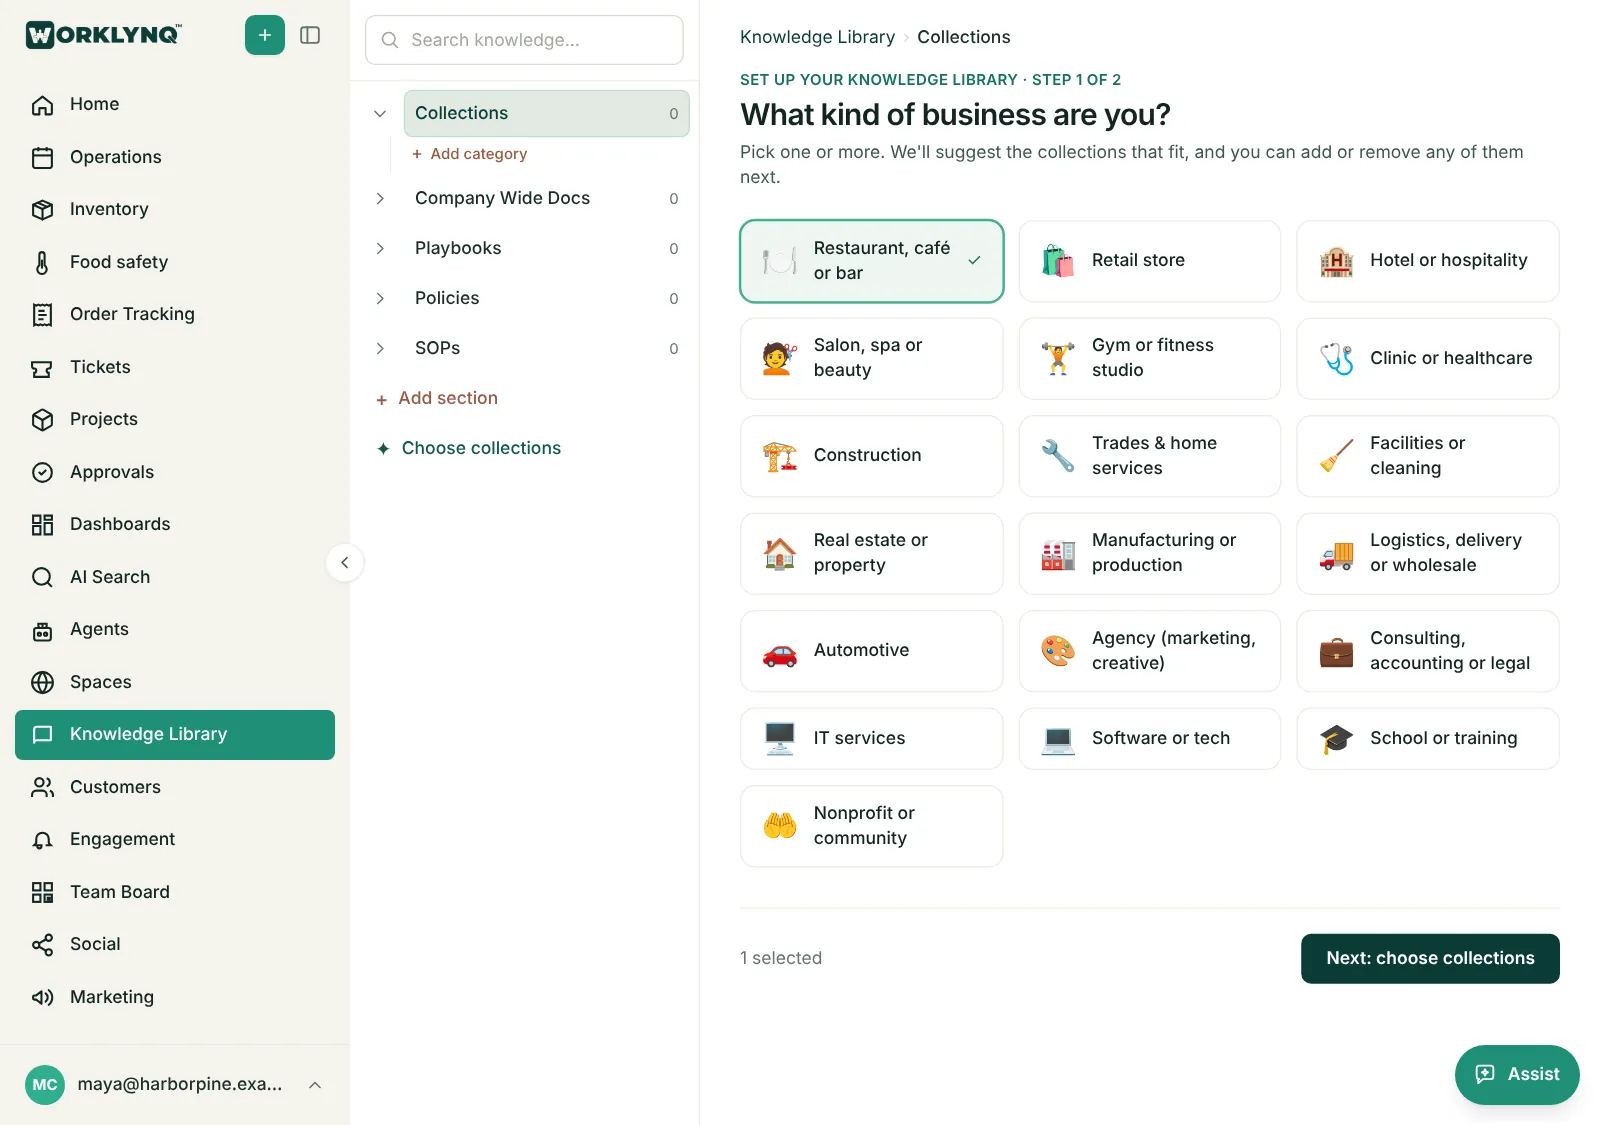 WORKLYNQ™
Home
Operations
Inventory
Food safety
Order Tracking
Tickets
Projects
Approvals
Dashboards
AI Search
Agents
Spaces
Knowledge Library
Customers
Engagement
Team Board
Social
Marketing
MC
maya@harborpine.exa...
Search knowledge...
Collections 0
+ Add category
Company Wide Docs 0
Playbooks 0
Policies 0
SOPs 0
+ Add section
Choose collections
Knowledge Library › Collections
SET UP YOUR KNOWLEDGE LIBRARY · STEP 1 OF 2
What kind of business are you?
Pick one or more. We'll suggest the collections that fit, and you can add or remove any of them
next.
Restaurant, café
or bar
Retail store
Hotel or hospitality
Salon, spa or
beauty
Gym or fitness
studio
Clinic or healthcare
Construction
Trades & home
services
Facilities or
cleaning
Real estate or
property
Manufacturing or
production
Logistics, delivery
or wholesale
Automotive
Agency (marketing,
creative)
Consulting,
accounting or legal
IT services
Software or tech
School or training
Nonprofit or
community
1 selected
Next: choose collections
Assist